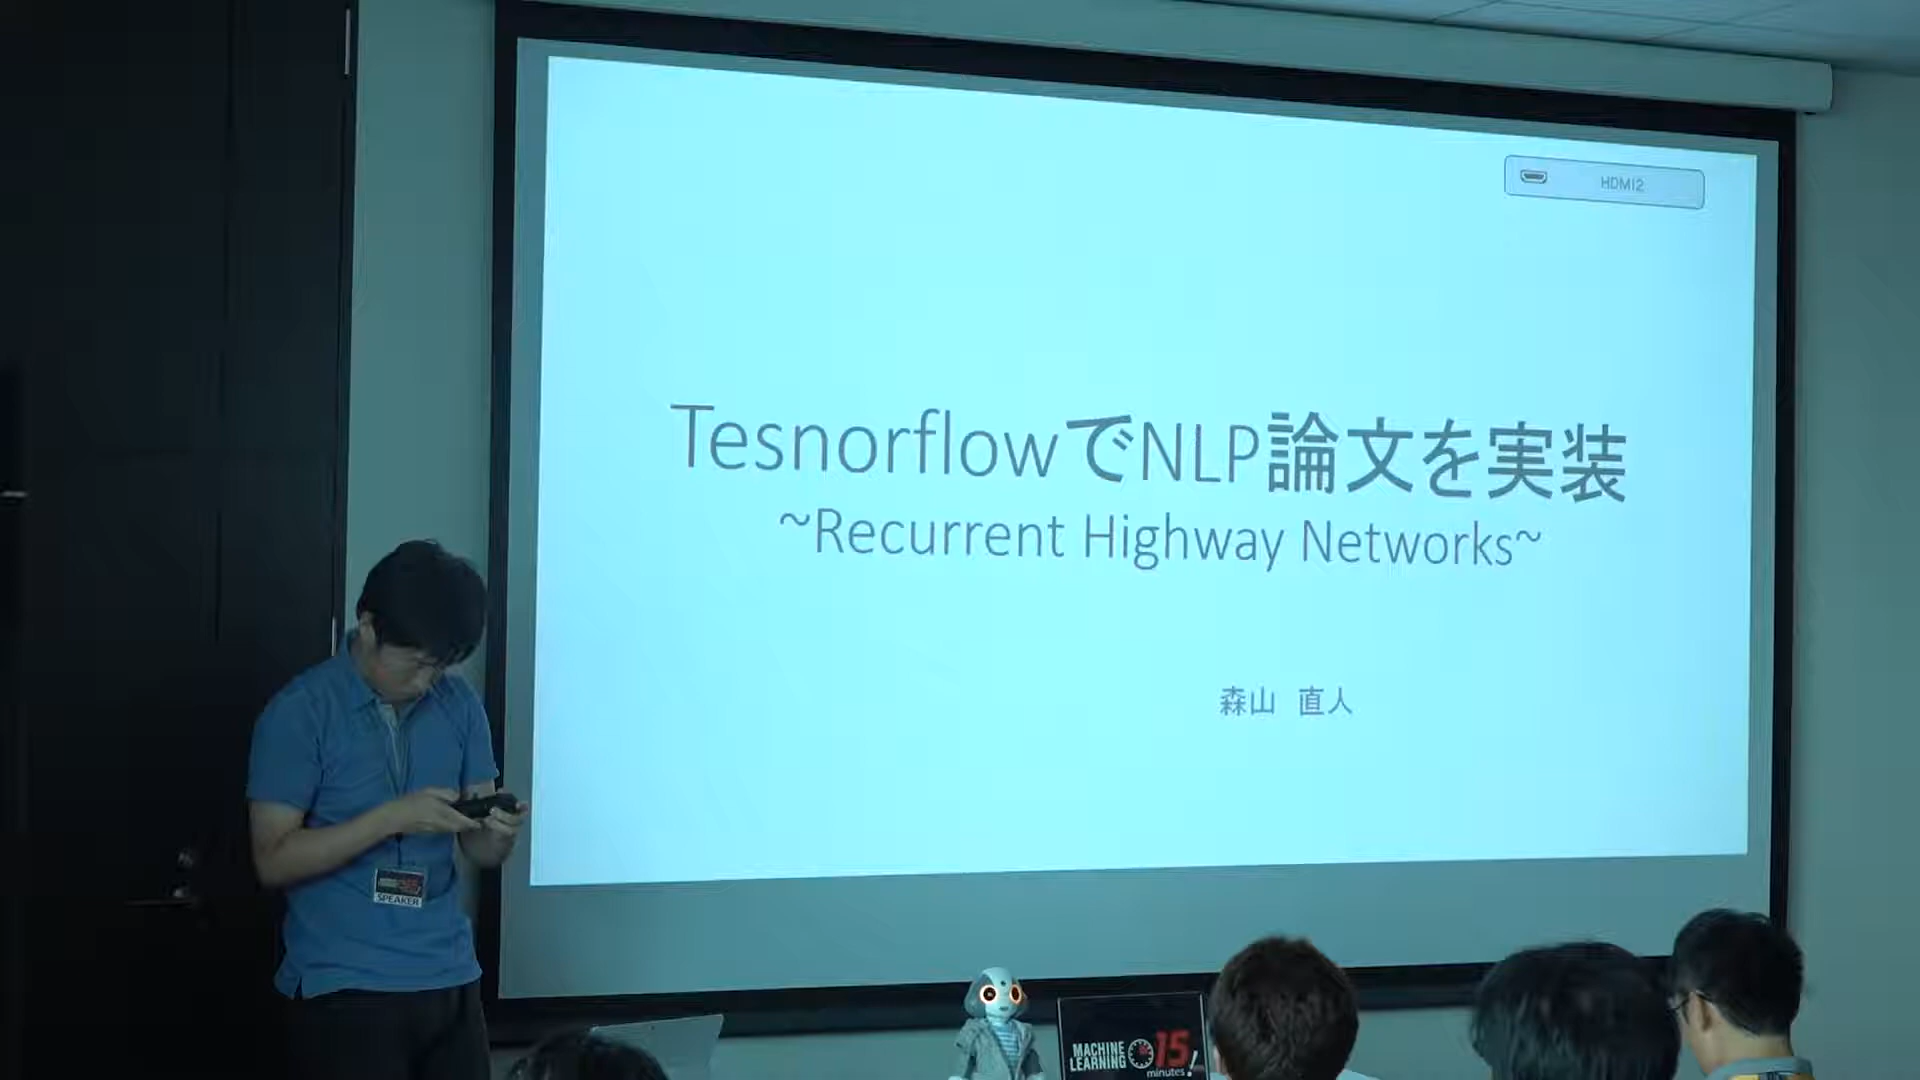 HDMI2
TesnorflowでNLP論文を実装
~Recurrent Highway Networks~
森山 直人
SPEAKER
MACHINE
LEARNING
15
minutes!